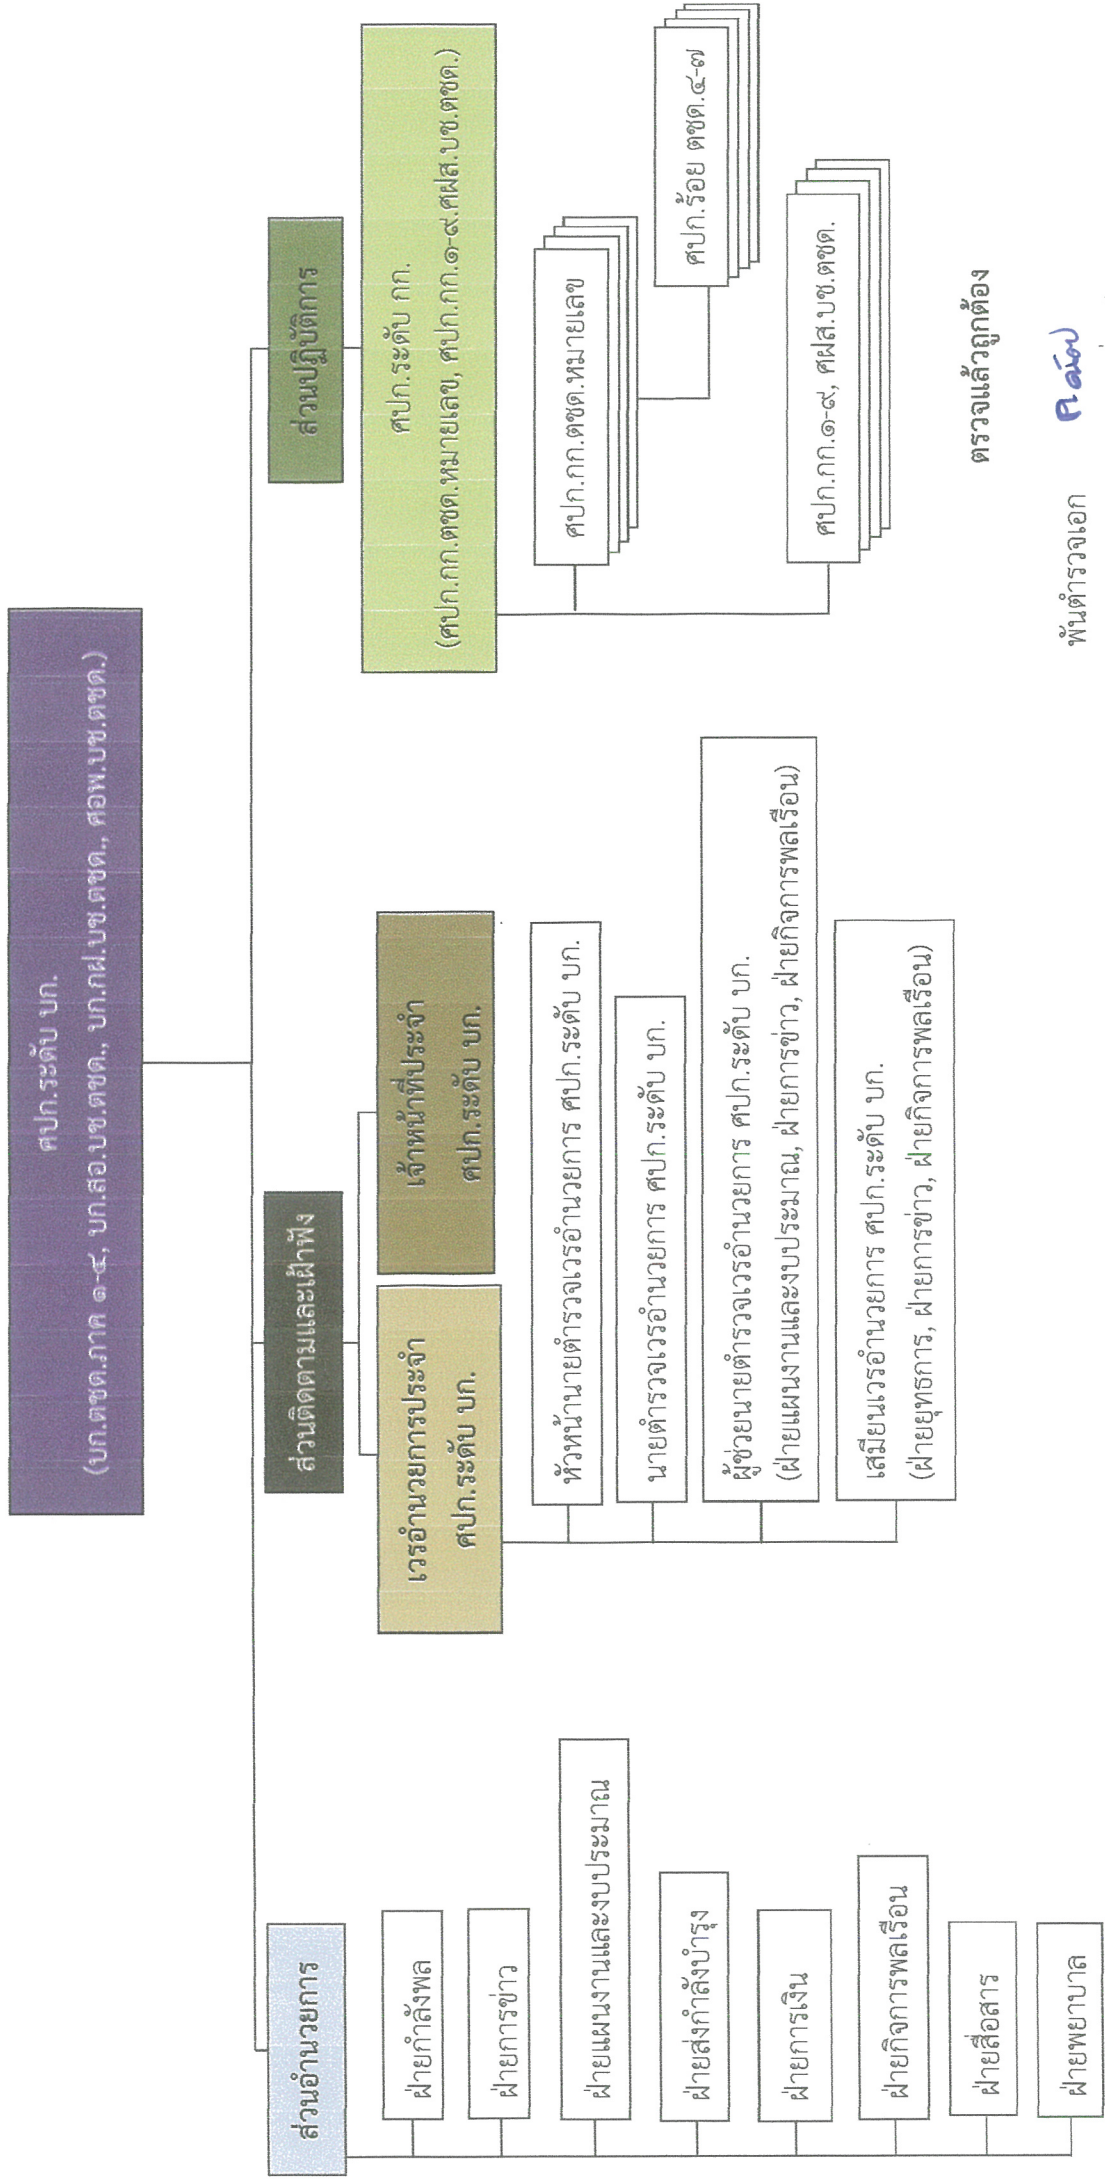 ศปก.ระดับ บก.
(บก.ตชด.ภาค ๑-๔, บก.สอ.บช.ตชด., บก.กฝ.บช.ตชด., ศอพ.บช.ตชด.)
ส่วนอำนวยการ
ฝ่ายกำลังพล
ฝ่ายการข่าว
ฝ่ายแผนงานและงบประมาณ
ฝ่ายส่งกำลังบำรุง
ฝ่ายการเงิน
ฝ่ายกิจการพลเรือน
ฝ่ายสื่อสาร
ฝ่ายพยาบาล
ส่วนติดตามและเฝ้าฟัง
เวรอำนวยการประจำ
ศปก.ระดับ บก.
เจ้าหน้าที่ประจำ
ศปก.ระดับ บก.
หัวหน้านายตำรวจเวรอำนวยการ ศปก.ระดับ บก.
นายตำรวจเวรอำนวยการ ศปก.ระดับ บก.
ผู้ช่วยนายตำรวจเวรอำนวยการ ศปก.ระดับ บก.
(ฝ่ายแผนงานและงบประมาณ, ฝ่ายการข่าว, ฝ่ายกิจการพลเรือน)
เสมียนเวรอำนวยการ ศปก.ระดับ บก.
(ฝ่ายยุทธการ, ฝ่ายการข่าว, ฝ่ายกิจการพลเรือน)
ส่วนปฏิบัติการ
ศปก.ระดับ กก.
(ศปก.กก.ตชด.หมายเลข, ศปก.กก.๑-๙.ศฝส.บช.ตชด.)
ศปก.กก.ตชด.หมายเลข
ศปก.ร้อย ตชด.๔-๗
ศปก.กก.๑-๙, ศฝส.บช.ตชด.
ตรวจแล้วถูกต้อง
พันตำรวจเอก